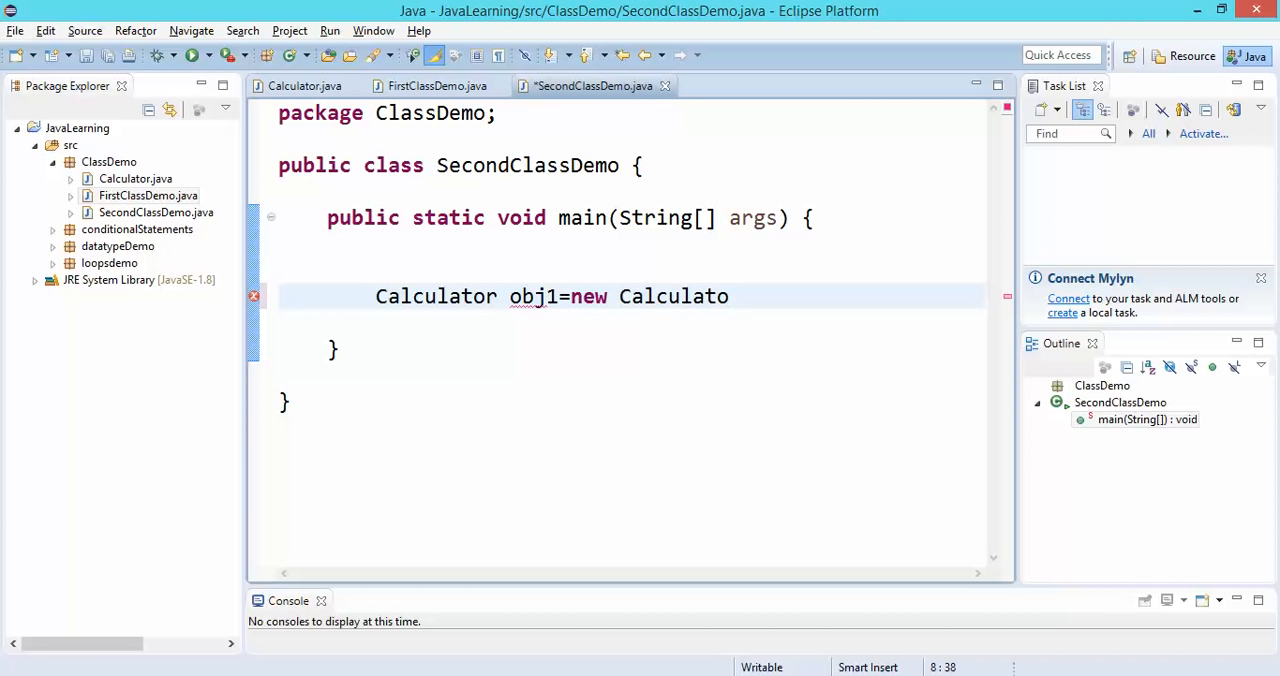 Java - JavaLearning/src/ClassDemo/SecondClassDemo.java - Eclipse Platform
File Edit Source Refactor Navigate Search Project Run Window Help
Quick Access Resource Java
Package Explorer
JavaLearning
src
ClassDemo
Calculator.java
FirstClassDemo.java
SecondClassDemo.java
conditionalStatements
datatypeDemo
loopsdemo
JRE System Library [JavaSE-1.8]
Calculator.java FirstClassDemo.java *SecondClassDemo.java
package ClassDemo;
public class SecondClassDemo {
public static void main(String[] args) {
Calculator obj1=new Calculato
}
}
Task List
Find All Activate...
Connect Mylyn
Connect to your task and ALM tools or
create a local task.
Outline
ClassDemo
SecondClassDemo
main(String[]) : void
Console
No consoles to display at this time.
Writable Smart Insert 8 : 38